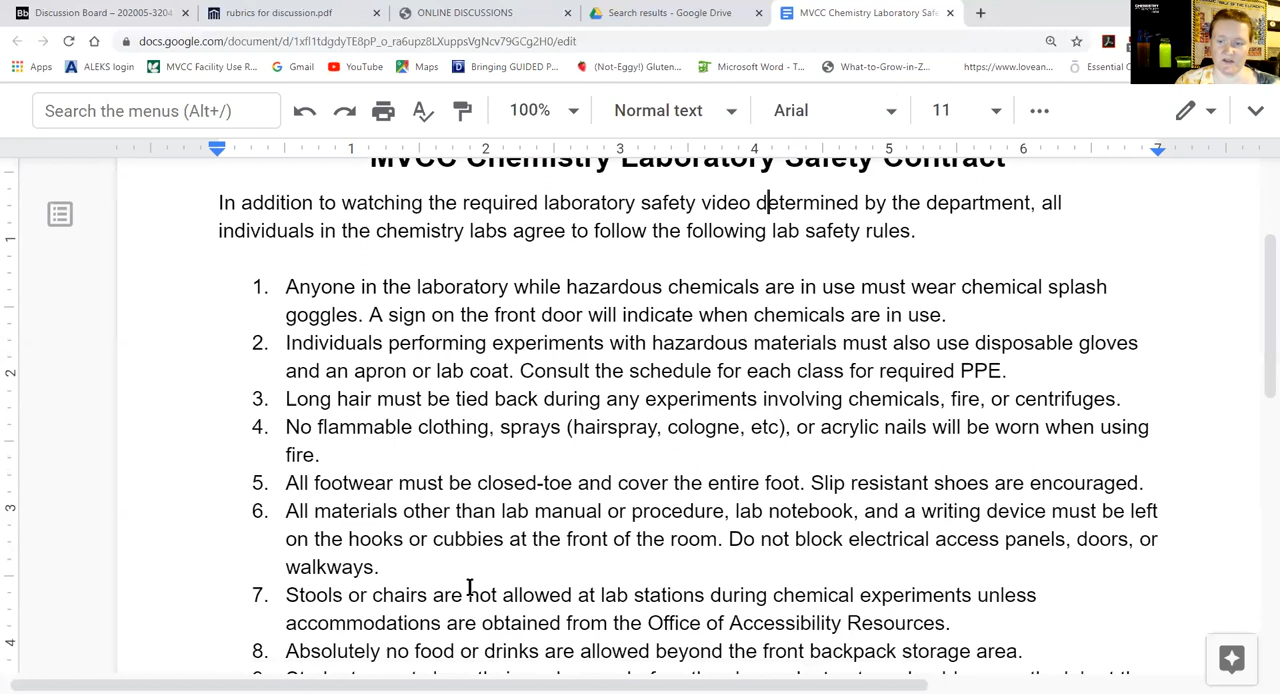 Discussion Board – 202005-3204
rubrics for discussion.pdf
ONLINE DISCUSSIONS
Search results - Google Drive
MVCC Chemistry Laboratory Safe
docs.google.com/document/d/1xfl1tdgdyTE8pP_o_ra6upz8LXuppsVgNcv79GCg2H0/edit
Apps
ALEKS login
MVCC Facility Use R...
Gmail
YouTube
Maps
Bringing GUIDED P...
(Not-Eggy!) Gluten...
Microsoft Word - T...
What-to-Grow-in-Z...
https://www.lovean...
Essential
Search the menus (Alt+/)
100%
Normal text
Arial
11
1 2 3 4 5 6 7
MVCC Chemistry Laboratory Safety Contract
In addition to watching the required laboratory safety video determined by the department, all
individuals in the chemistry labs agree to follow the following lab safety rules.
1. Anyone in the laboratory while hazardous chemicals are in use must wear chemical splash
goggles. A sign on the front door will indicate when chemicals are in use.
2. Individuals performing experiments with hazardous materials must also use disposable gloves
and an apron or lab coat. Consult the schedule for each class for required PPE.
3. Long hair must be tied back during any experiments involving chemicals, fire, or centrifuges.
4. No flammable clothing, sprays (hairspray, cologne, etc), or acrylic nails will be worn when using
fire.
5. All footwear must be closed-toe and cover the entire foot. Slip resistant shoes are encouraged.
6. All materials other than lab manual or procedure, lab notebook, and a writing device must be left
on the hooks or cubbies at the front of the room. Do not block electrical access panels, doors, or
walkways.
7. Stools or chairs are not allowed at lab stations during chemical experiments unless
accommodations are obtained from the Office of Accessibility Resources.
8. Absolutely no food or drinks are allowed beyond the front backpack storage area.